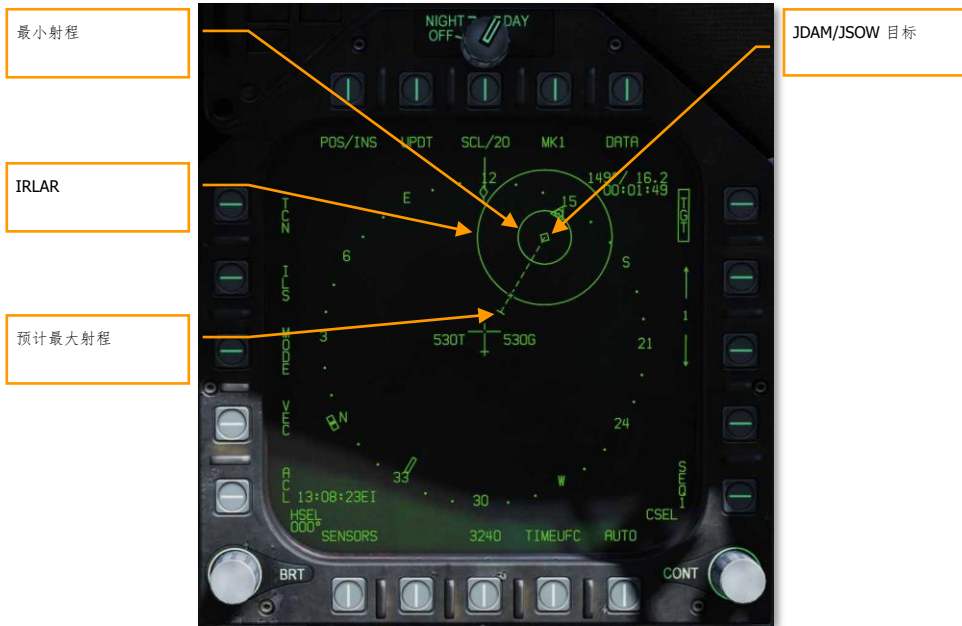 最小射程
JDAM/JSOW 目标
IRLAR
预计最大射程
NIGHT DAY
OFF
POS/INS UPDT SCL/20 MK1 DATA
12
149°/ 16.2
00:01:49
E
15
TCN
TGT
6
S
ILS
1
3
530T 530G
21
MODE
VEC
N
24
33
W
ACL
13:08:23EI
30
SEQ1
HSEL
000°
CSEL
SENSORS 3240 TIMEUFC AUTO
BRT
CONT